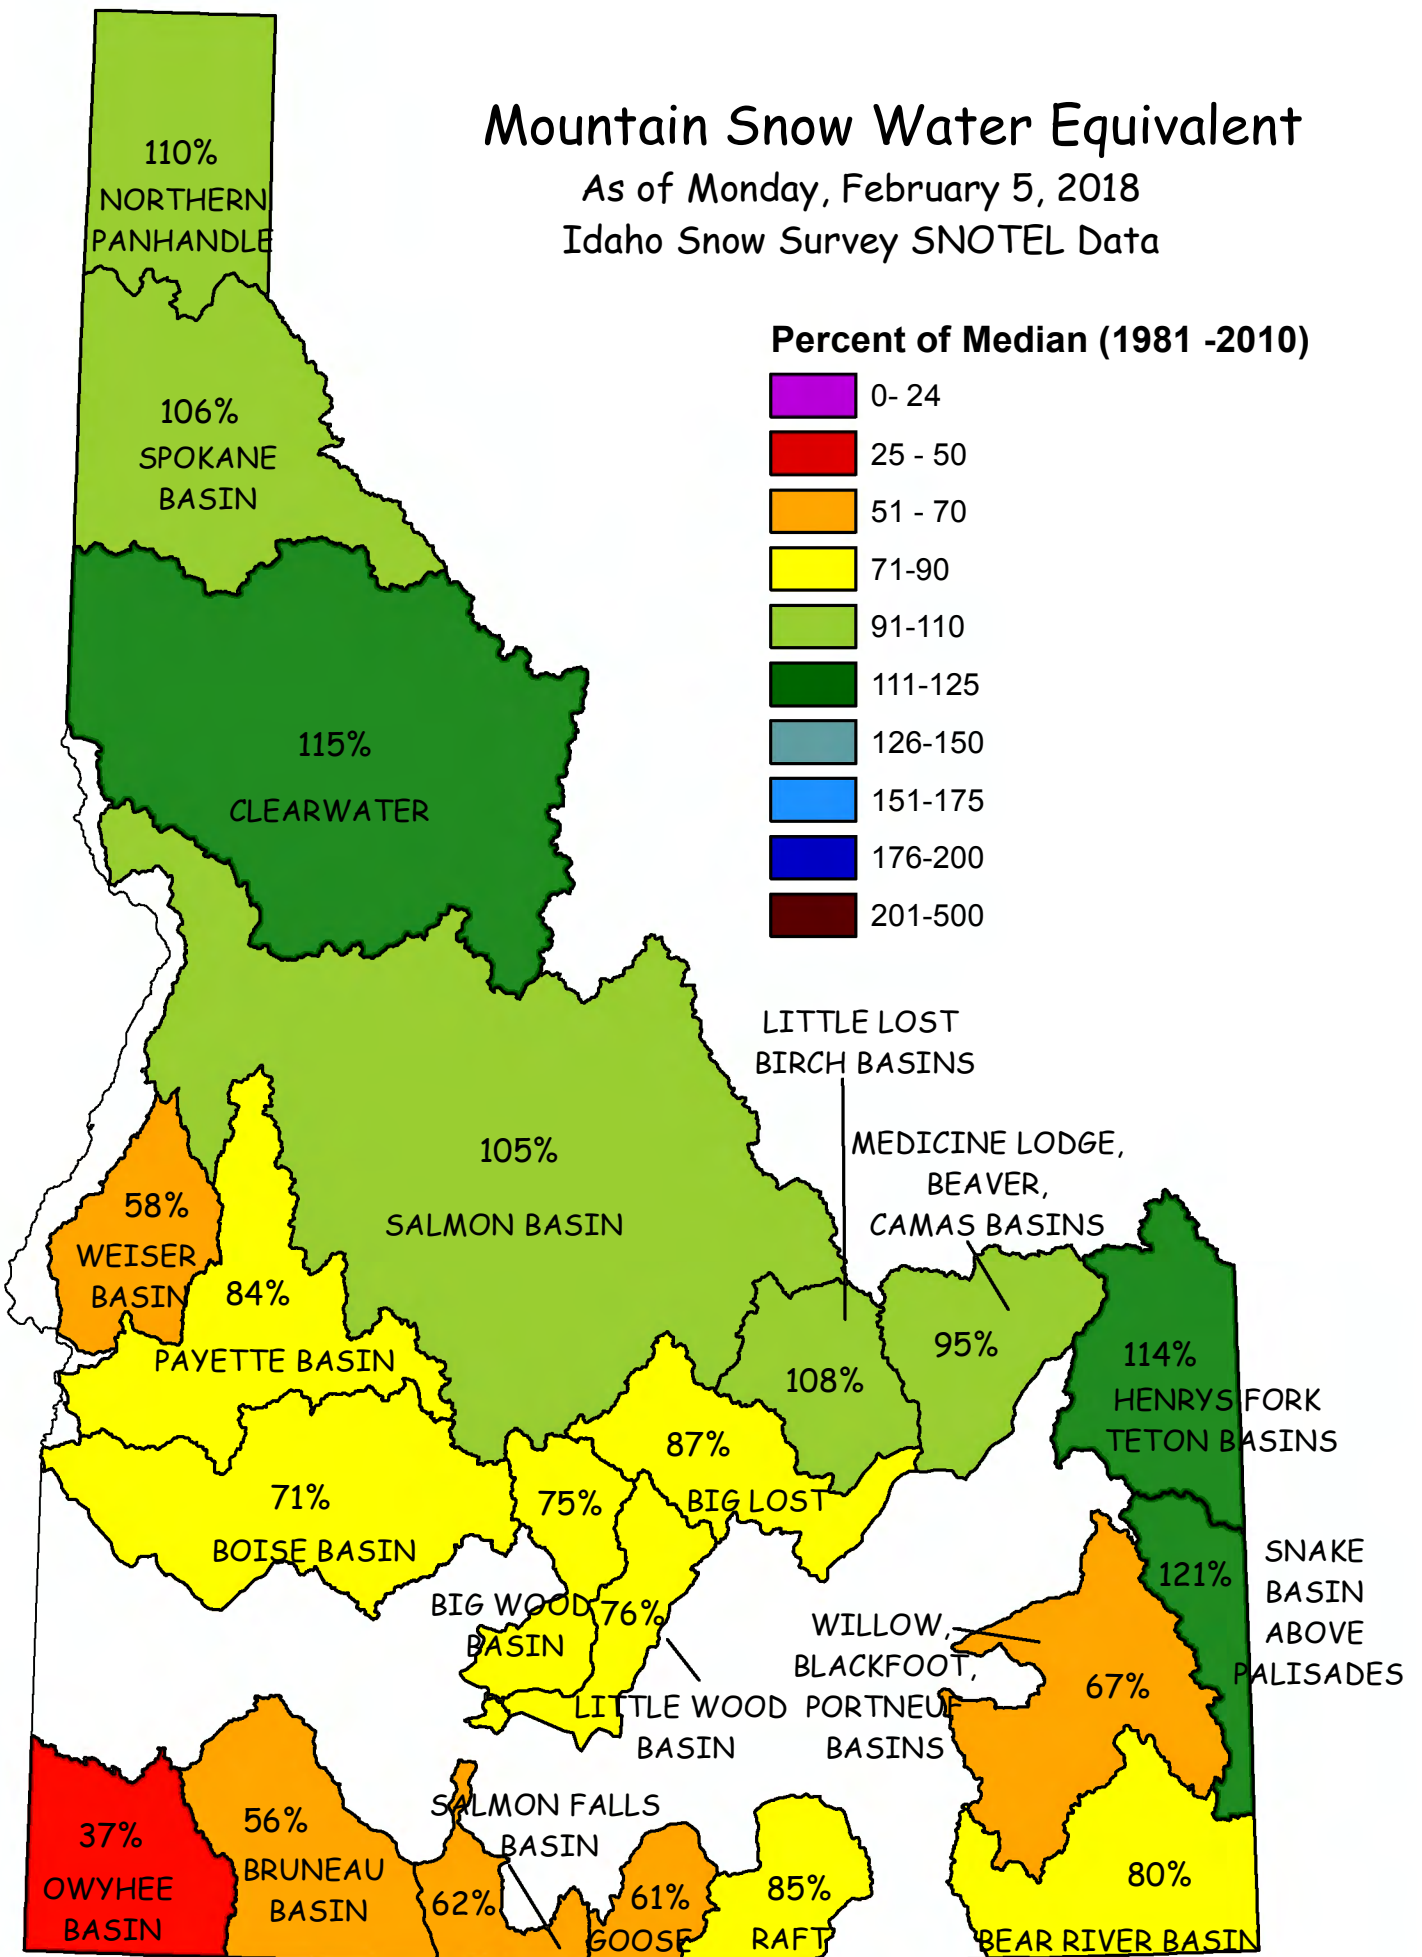 Mountain Snow Water Equivalent
As of Monday, February 5, 2018
Idaho Snow Survey SNOTEL Data
Percent of Median (1981 -2010)
0- 24
25 - 50
51 - 70
71-90
91-110
111-125
126-150
151-175
176-200
201-500
110%
NORTHERN
PANHANDLE
106%
SPOKANE
BASIN
115%
CLEARWATER
LITTLE LOST
BIRCH BASINS
108%
MEDICINE LODGE,
BEAVER,
CAMAS BASINS
95%
105%
SALMON BASIN
58%
WEISER
BASIN
84%
PAYETTE BASIN
114%
HENRYS FORK
TETON BASINS
87%
BIG LOST
71%
BOISE BASIN
75%
BIG WOOD
BASIN
76%
LITTLE WOOD
BASIN
121%
SNAKE
BASIN
ABOVE
PALISADES
WILLOW,
BLACKFOOT,
PORTNEUF
BASINS
67%
37%
OWYHEE
BASIN
56%
BRUNEAU
BASIN
SALMON FALLS
BASIN
62%
61%
GOOSE
85%
RAFT
80%
BEAR RIVER BASIN